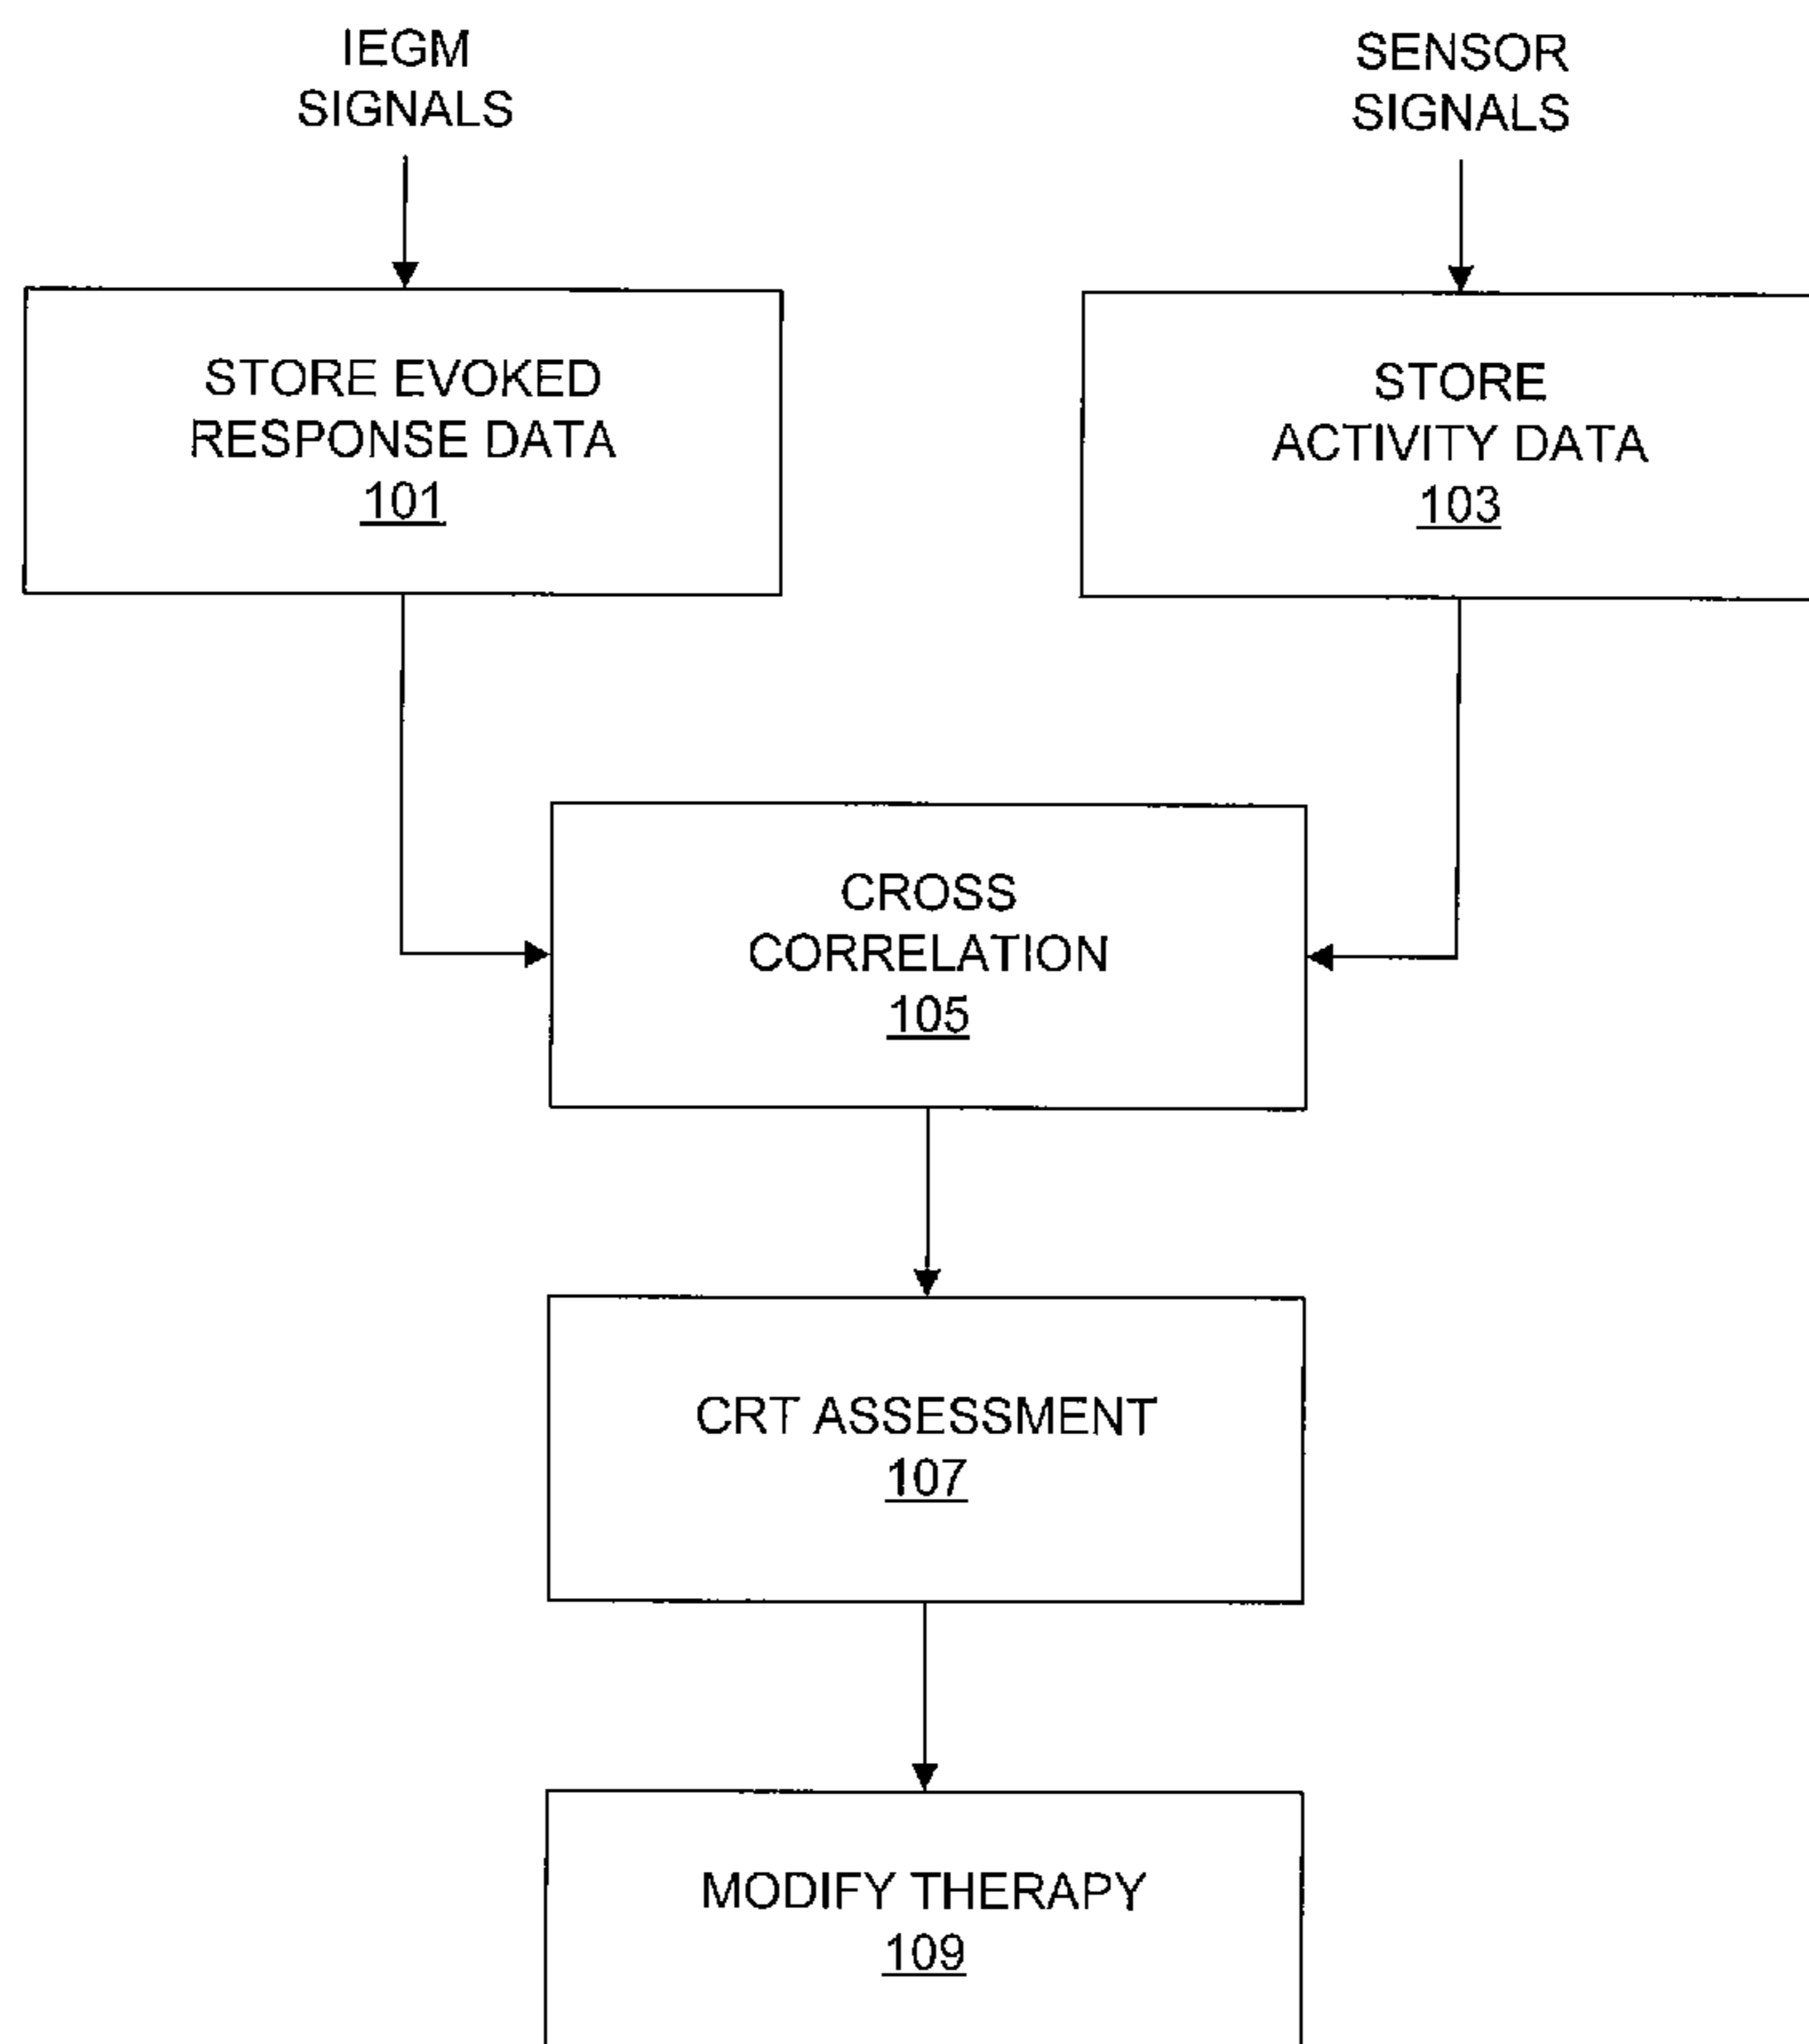 IEGM
SIGNALS
SENSOR
SIGNALS
STORE EVOKED
RESPONSE DATA
101
STORE
ACTIVITY DATA
103
CROSS
CORRELATION
105
CRT ASSESSMENT
107
MODIFY THERAPY
109